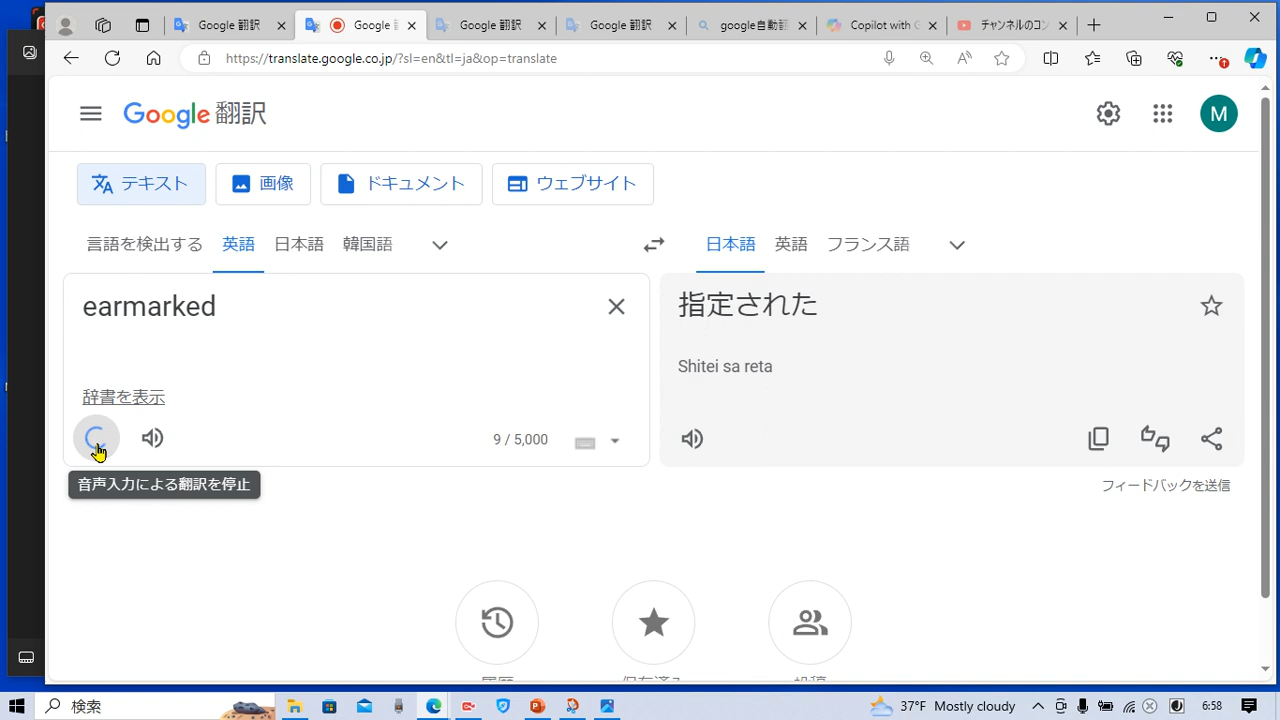 Google 翻訳
Google 翻
Google 翻訳
Google 翻訳
google自動翻
Copilot with
チャンネルのコン
https://translate.google.co.jp/?sl=en&tl=ja&op=translate
Google 翻訳
M
テキスト
画像
ドキュメント
ウェブサイト
言語を検出する
英語
日本語
韓国語
日本語
英語
フランス語
earmarked
指定された
Shitei sa reta
辞書を表示
9 / 5,000
音声入力による翻訳を停止
フィードバックを送信
検索
37°F Mostly cloudy
6:58